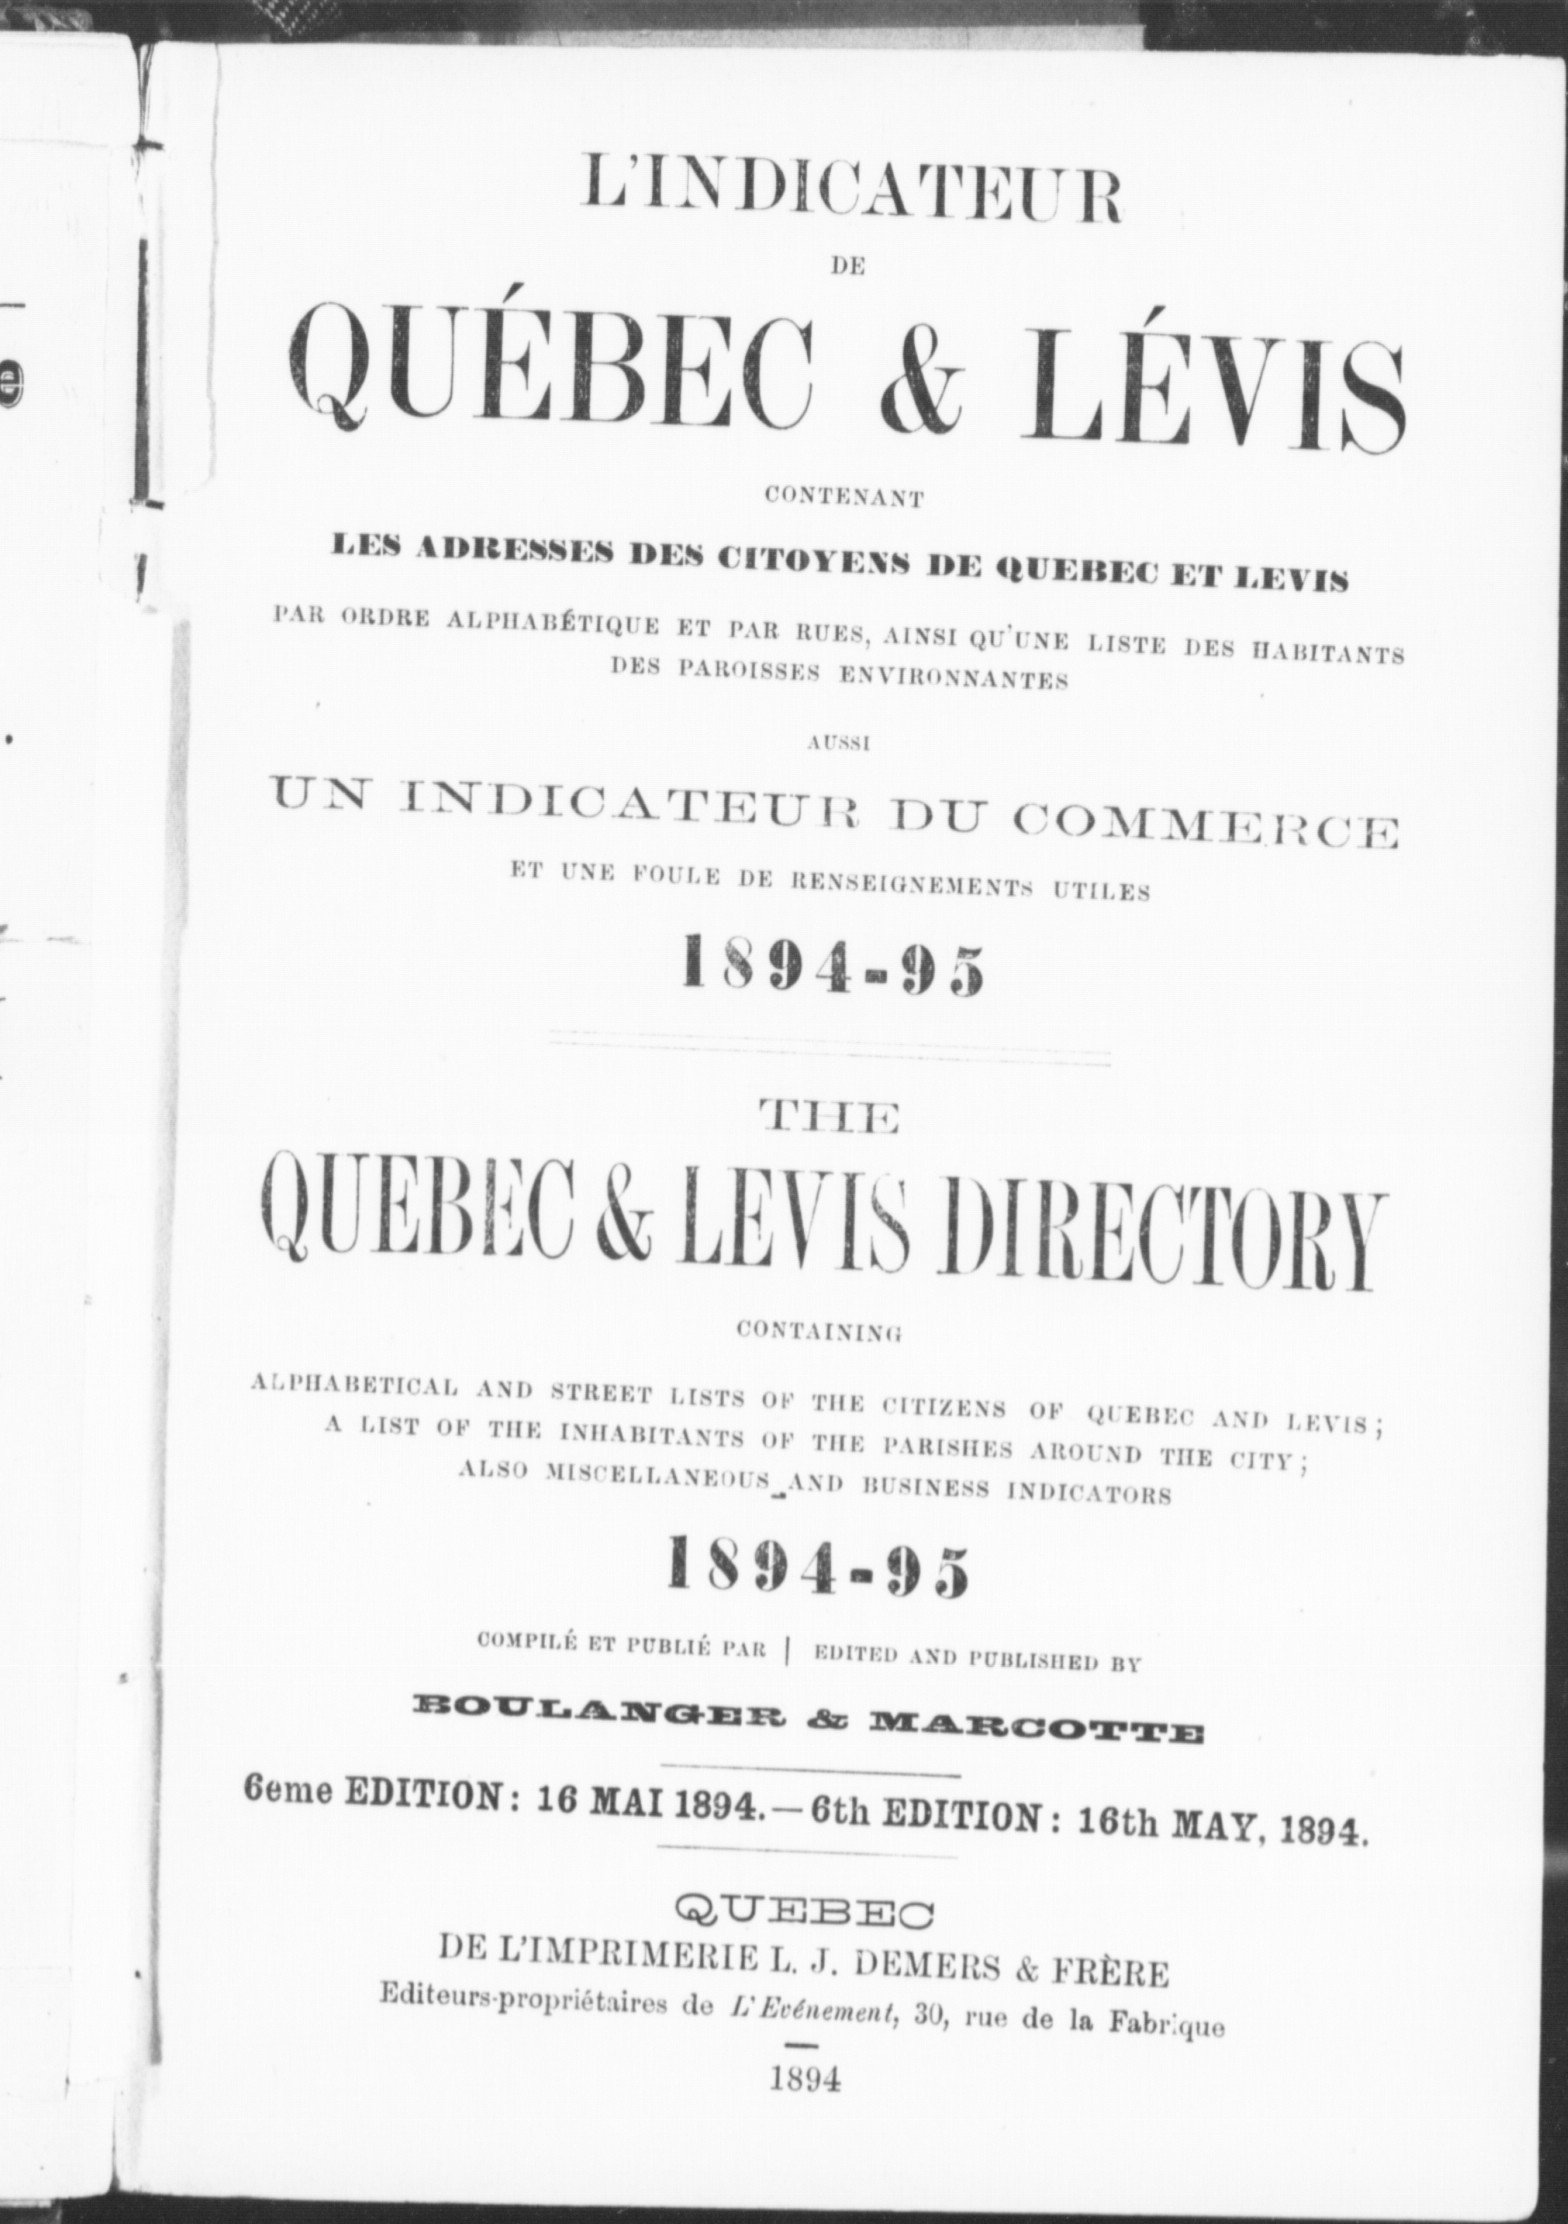 L'INDICATEUR
DE
QUÉBEC & LÉVIS
CONTENANT
LES ADRESSES DES CITOYENS DE QUEBEC ET LEVIS
PAR ORDRE ALPHABÉTIQUE ET PAR RUES, AINSI QU'UNE LISTE DES HABITANTS
DES PAROISSES ENVIRONNANTES
AUSSI
UN INDICATEUR DU COMMERCE
ET UNE FOULE DE RENSEIGNEMENTS UTILES
1894-95
THE
QUEBEC & LEVIS DIRECTORY
CONTAINING
ALPHABETICAL AND STREET LISTS OF THE CITIZENS OF QUEBEC AND LEVIS;
A LIST OF THE INHABITANTS OF THE PARISHES AROUND THE CITY;
ALSO MISCELLANEOUS AND BUSINESS INDICATORS
1894-95
COMPILÉ ET PUBLIÉ PAR | EDITED AND PUBLISHED BY
BOULANGER & MARCOTTE
6eme EDITION: 16 MAI 1894.—6th EDITION: 16th MAY, 1894.
QUEBEC
DE L'IMPRIMERIE L. J. DEMERS & FRÈRE
Editeurs-propriétaires de L'Evénement, 30, rue de la Fabrique
1894